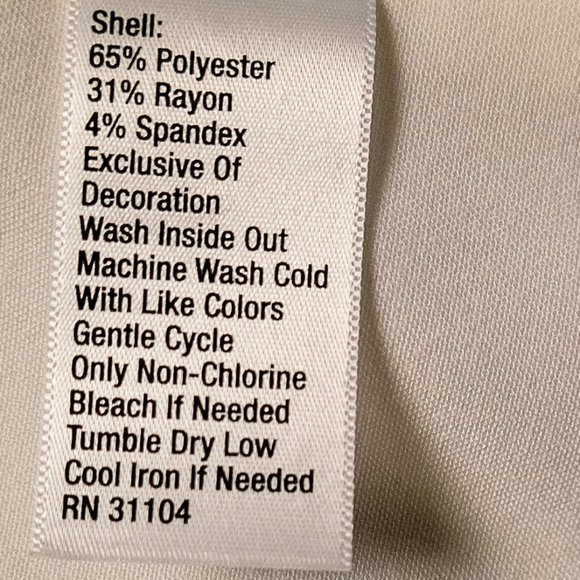 Shell:
65% Polyester
31% Rayon
4% Spandex
Exclusive Of
Decoration
Wash Inside Out
Machine Wash Cold
With Like Colors
Gentle Cycle
Only Non-Chlorine
Bleach If Needed
Tumble Dry Low
Cool Iron If Needed
RN 31104